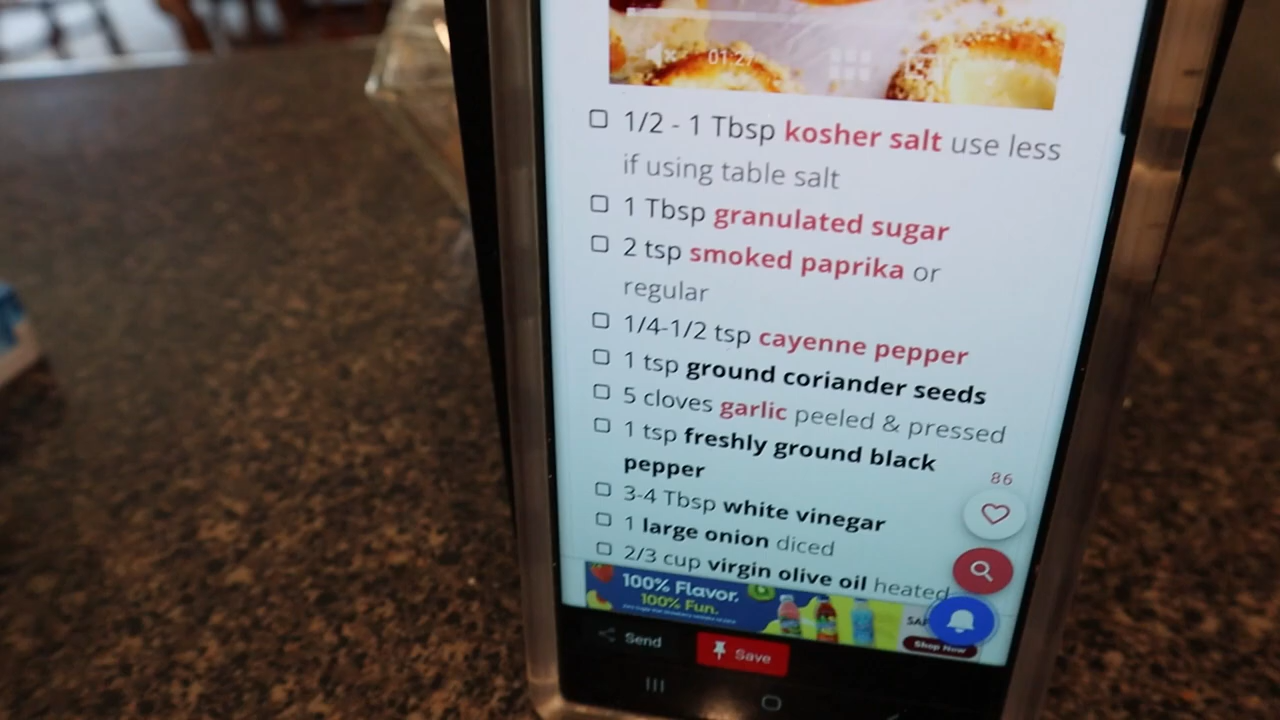 01:27
1/2 - 1 Tbsp kosher salt use less
if using table salt
1 Tbsp granulated sugar
2 tsp smoked paprika or
regular
1/4-1/2 tsp cayenne pepper
1 tsp ground coriander seeds
5 cloves garlic peeled & pressed
1 tsp freshly ground black
pepper
86
3-4 Tbsp white vinegar
1 large onion diced
2/3 cup virgin olive oil heated
100% Flavor.
100% Fun.
Shop Now
Send
Save